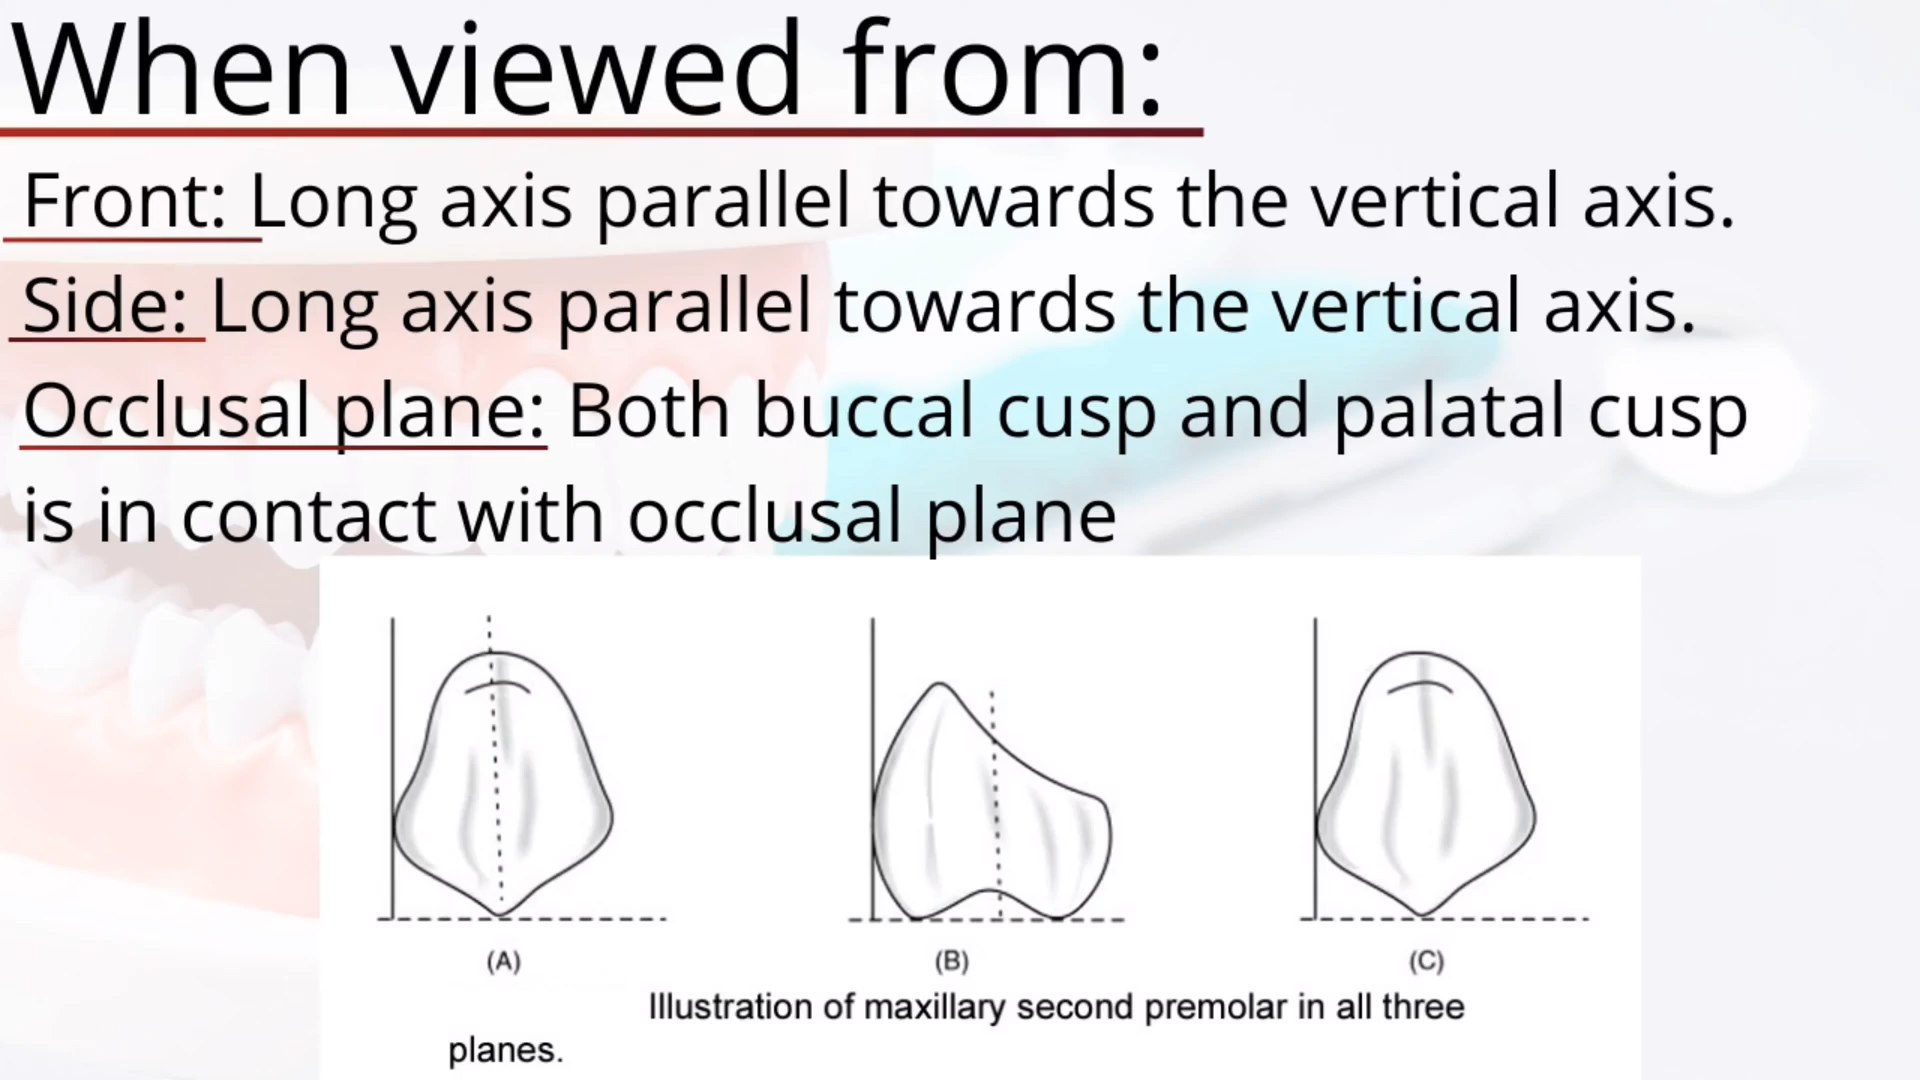 When viewed from:
Front: Long axis parallel towards the vertical axis.
Side: Long axis parallel towards the vertical axis.
Occlusal plane: Both buccal cusp and palatal cusp
is in contact with occlusal plane
(A)
(B)
(C)
Illustration of maxillary second premolar in all three
planes.